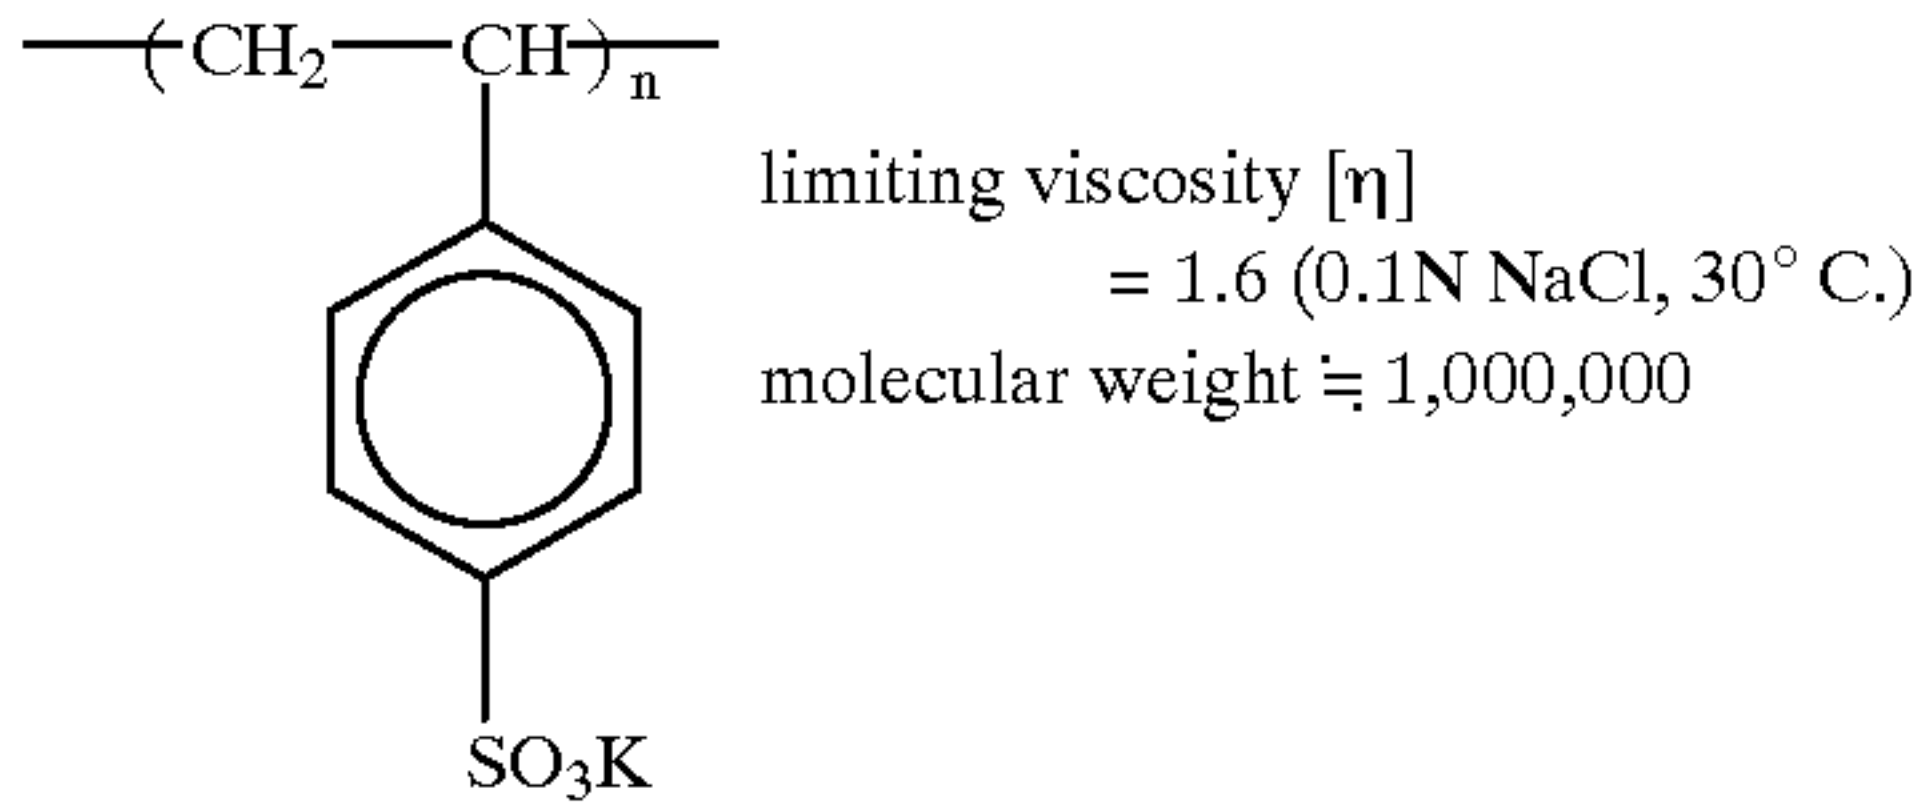 —(CH₂—CH)ₙ—
limiting viscosity [η]
= 1.6 (0.1N NaCl, 30° C.)
molecular weight ≒ 1,000,000
SO₃K